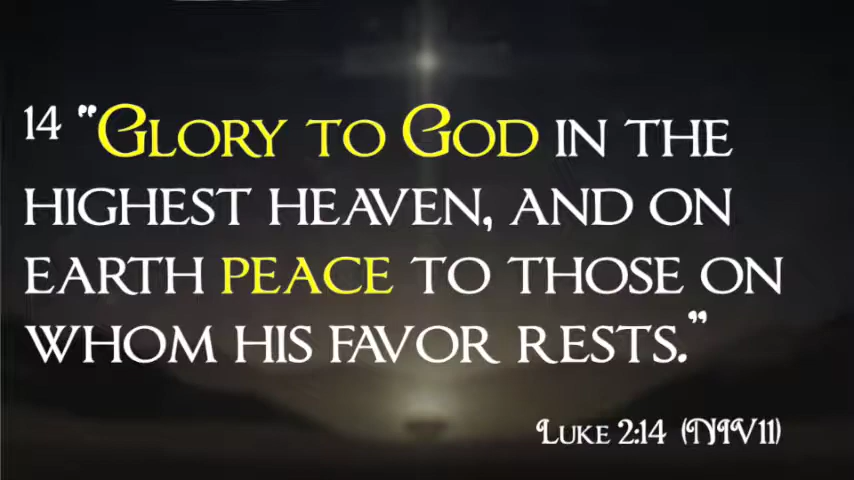 14 "Glory to God in the
highest heaven, and on
earth peace to those on
whom his favor rests."
Luke 2:14 (NIV11)